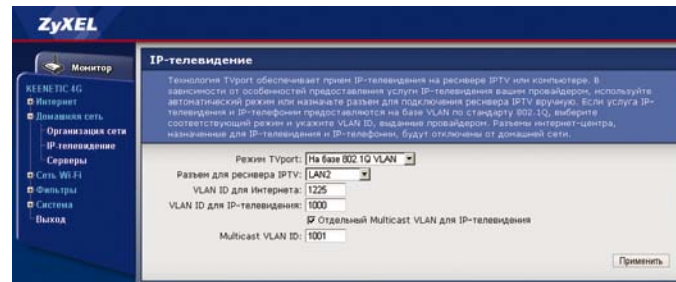 ZyXEL
Монитор
KEENETIC 4G
Интернет
Домашняя сеть
Организация сети
IP-телевидение
Серверы
Сеть Wi-Fi
Фильтры
Система
Выход
IP-телевидение
Технология TVport обеспечивает прием IP-телевидения на ресивере IPTV или компьютере. В
зависимости от особенностей предоставления услуги IP-телевидения вашим провайдером, используйте
автоматический режим или назначьте разъем для подключения ресивера IPTV вручную. Если услуга IP-
телевидения и IP-телефонии предоставляются на базе VLAN по стандарту 802.1Q, выберите
соответствующий режим и укажите VLAN ID, выданные провайдером. Разъемы интернет-центра,
назначенные для IP-телевидения и IP-телефонии, будут отключены от домашней сети.
Режим TVport: На базе 802.1Q VLAN
Разъем для ресивера IPTV: LAN2
VLAN ID для Интернета: 1225
VLAN ID для IP-телевидения: 1000
Отдельный Multicast VLAN для IP-телевидения
Multicast VLAN ID: 1001
Применить